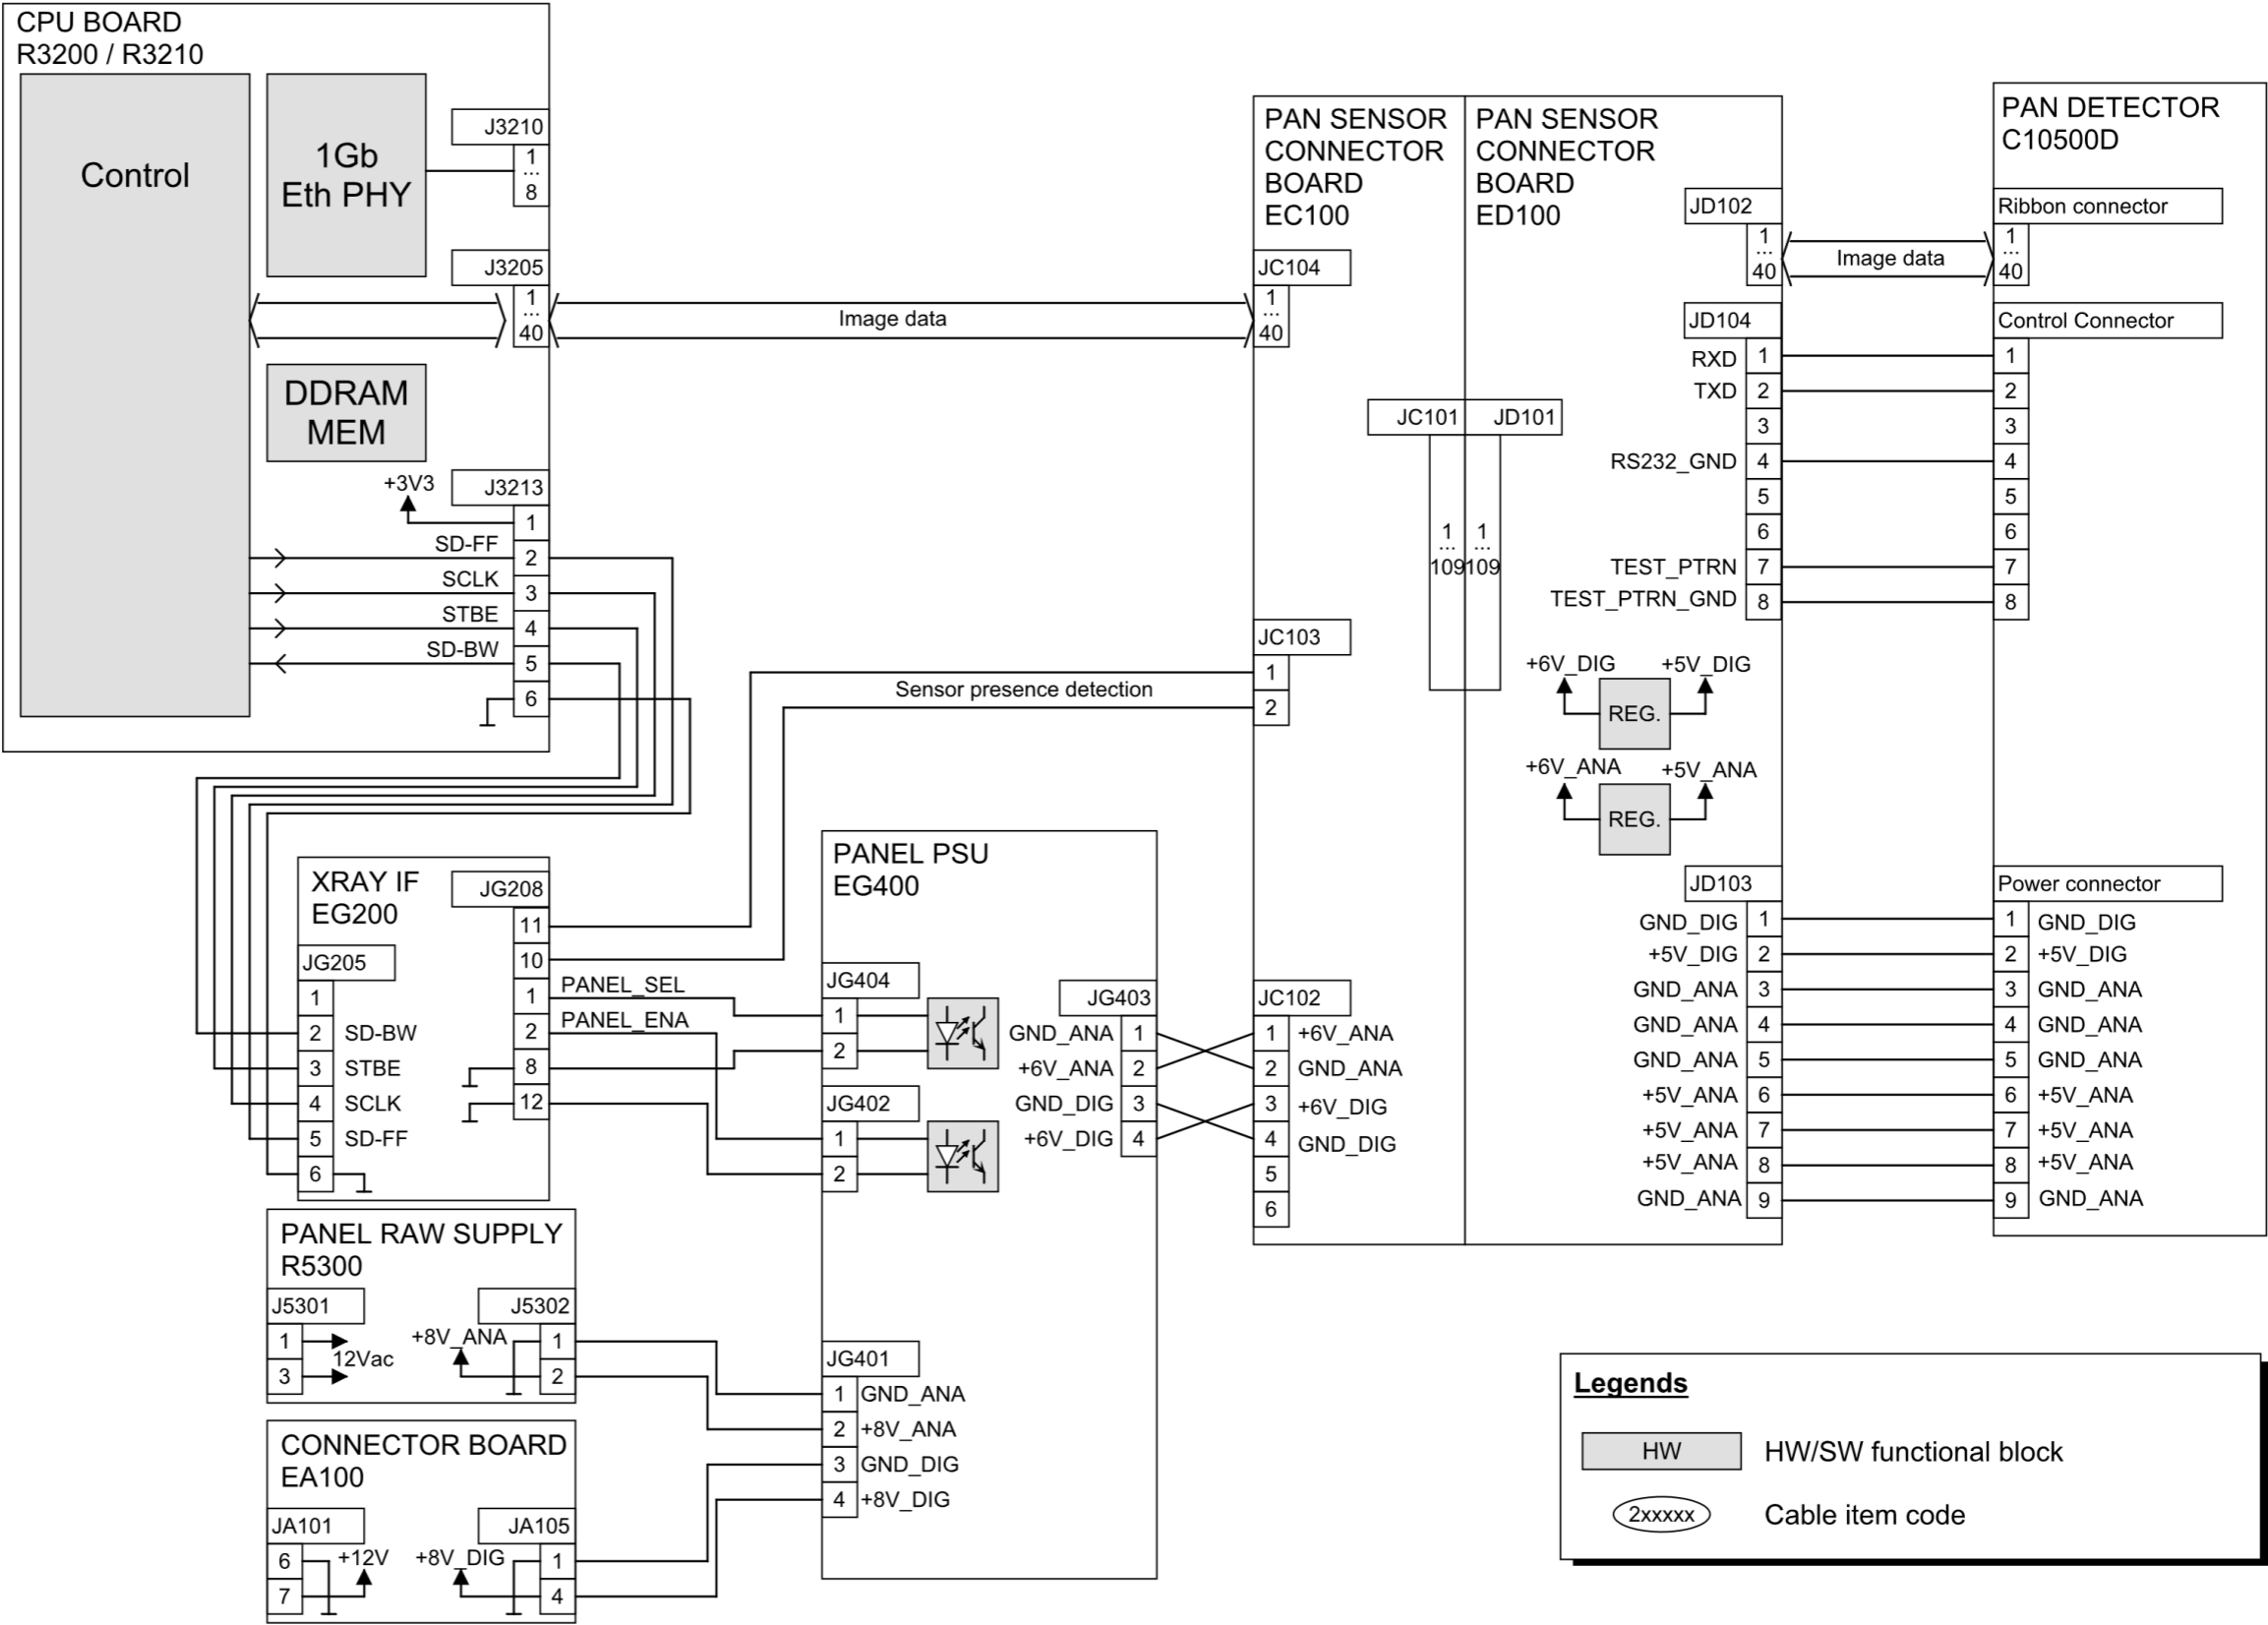 CPU BOARD
R3200 / R3210
Control
1Gb
Eth PHY
J3210
1
...
8
J3205
1
...
40
Image data
DDRAM
MEM
+3V3
J3213
1
SD-FF
2
SCLK
3
STBE
4
SD-BW
5
6
PAN SENSOR
CONNECTOR
BOARD
EC100
JC104
1
...
40
JC101
1
...
109
JC103
1
Sensor presence detection
2
JC102
1 +6V_ANA
2 GND_ANA
3 +6V_DIG
4 GND_DIG
5
6
PAN SENSOR
CONNECTOR
BOARD
ED100
JD102
1
...
40
Image data
JD104
RXD 1
TXD 2
3
RS232_GND 4
5
6
TEST_PTRN 7
TEST_PTRN_GND 8
JD101
1
...
109
+6V_DIG +5V_DIG
REG.
+6V_ANA +5V_ANA
REG.
JD103
GND_DIG 1
+5V_DIG 2
GND_ANA 3
GND_ANA 4
GND_ANA 5
+5V_ANA 6
+5V_ANA 7
+5V_ANA 8
GND_ANA 9
PAN DETECTOR
C10500D
Ribbon connector
1
...
40
Control Connector
1
2
3
4
5
6
7
8
Power connector
1 GND_DIG
2 +5V_DIG
3 GND_ANA
4 GND_ANA
5 GND_ANA
6 +5V_ANA
7 +5V_ANA
8 +5V_ANA
9 GND_ANA
XRAY IF
EG200
JG208
11
10
1 PANEL_SEL
2 PANEL_ENA
8
12
JG205
1
2 SD-BW
3 STBE
4 SCLK
5 SD-FF
6
PANEL PSU
EG400
JG404
1
2
JG402
1
2
JG403
GND_ANA 1
+6V_ANA 2
GND_DIG 3
+6V_DIG 4
JG401
1 GND_ANA
2 +8V_ANA
3 GND_DIG
4 +8V_DIG
PANEL RAW SUPPLY
R5300
J5301
1
12Vac
3
J5302
+8V_ANA 1
2
CONNECTOR BOARD
EA100
JA101
6 +12V
7
JA105
+8V_DIG 1
4
Legends
HW HW/SW functional block
2xxxxx Cable item code